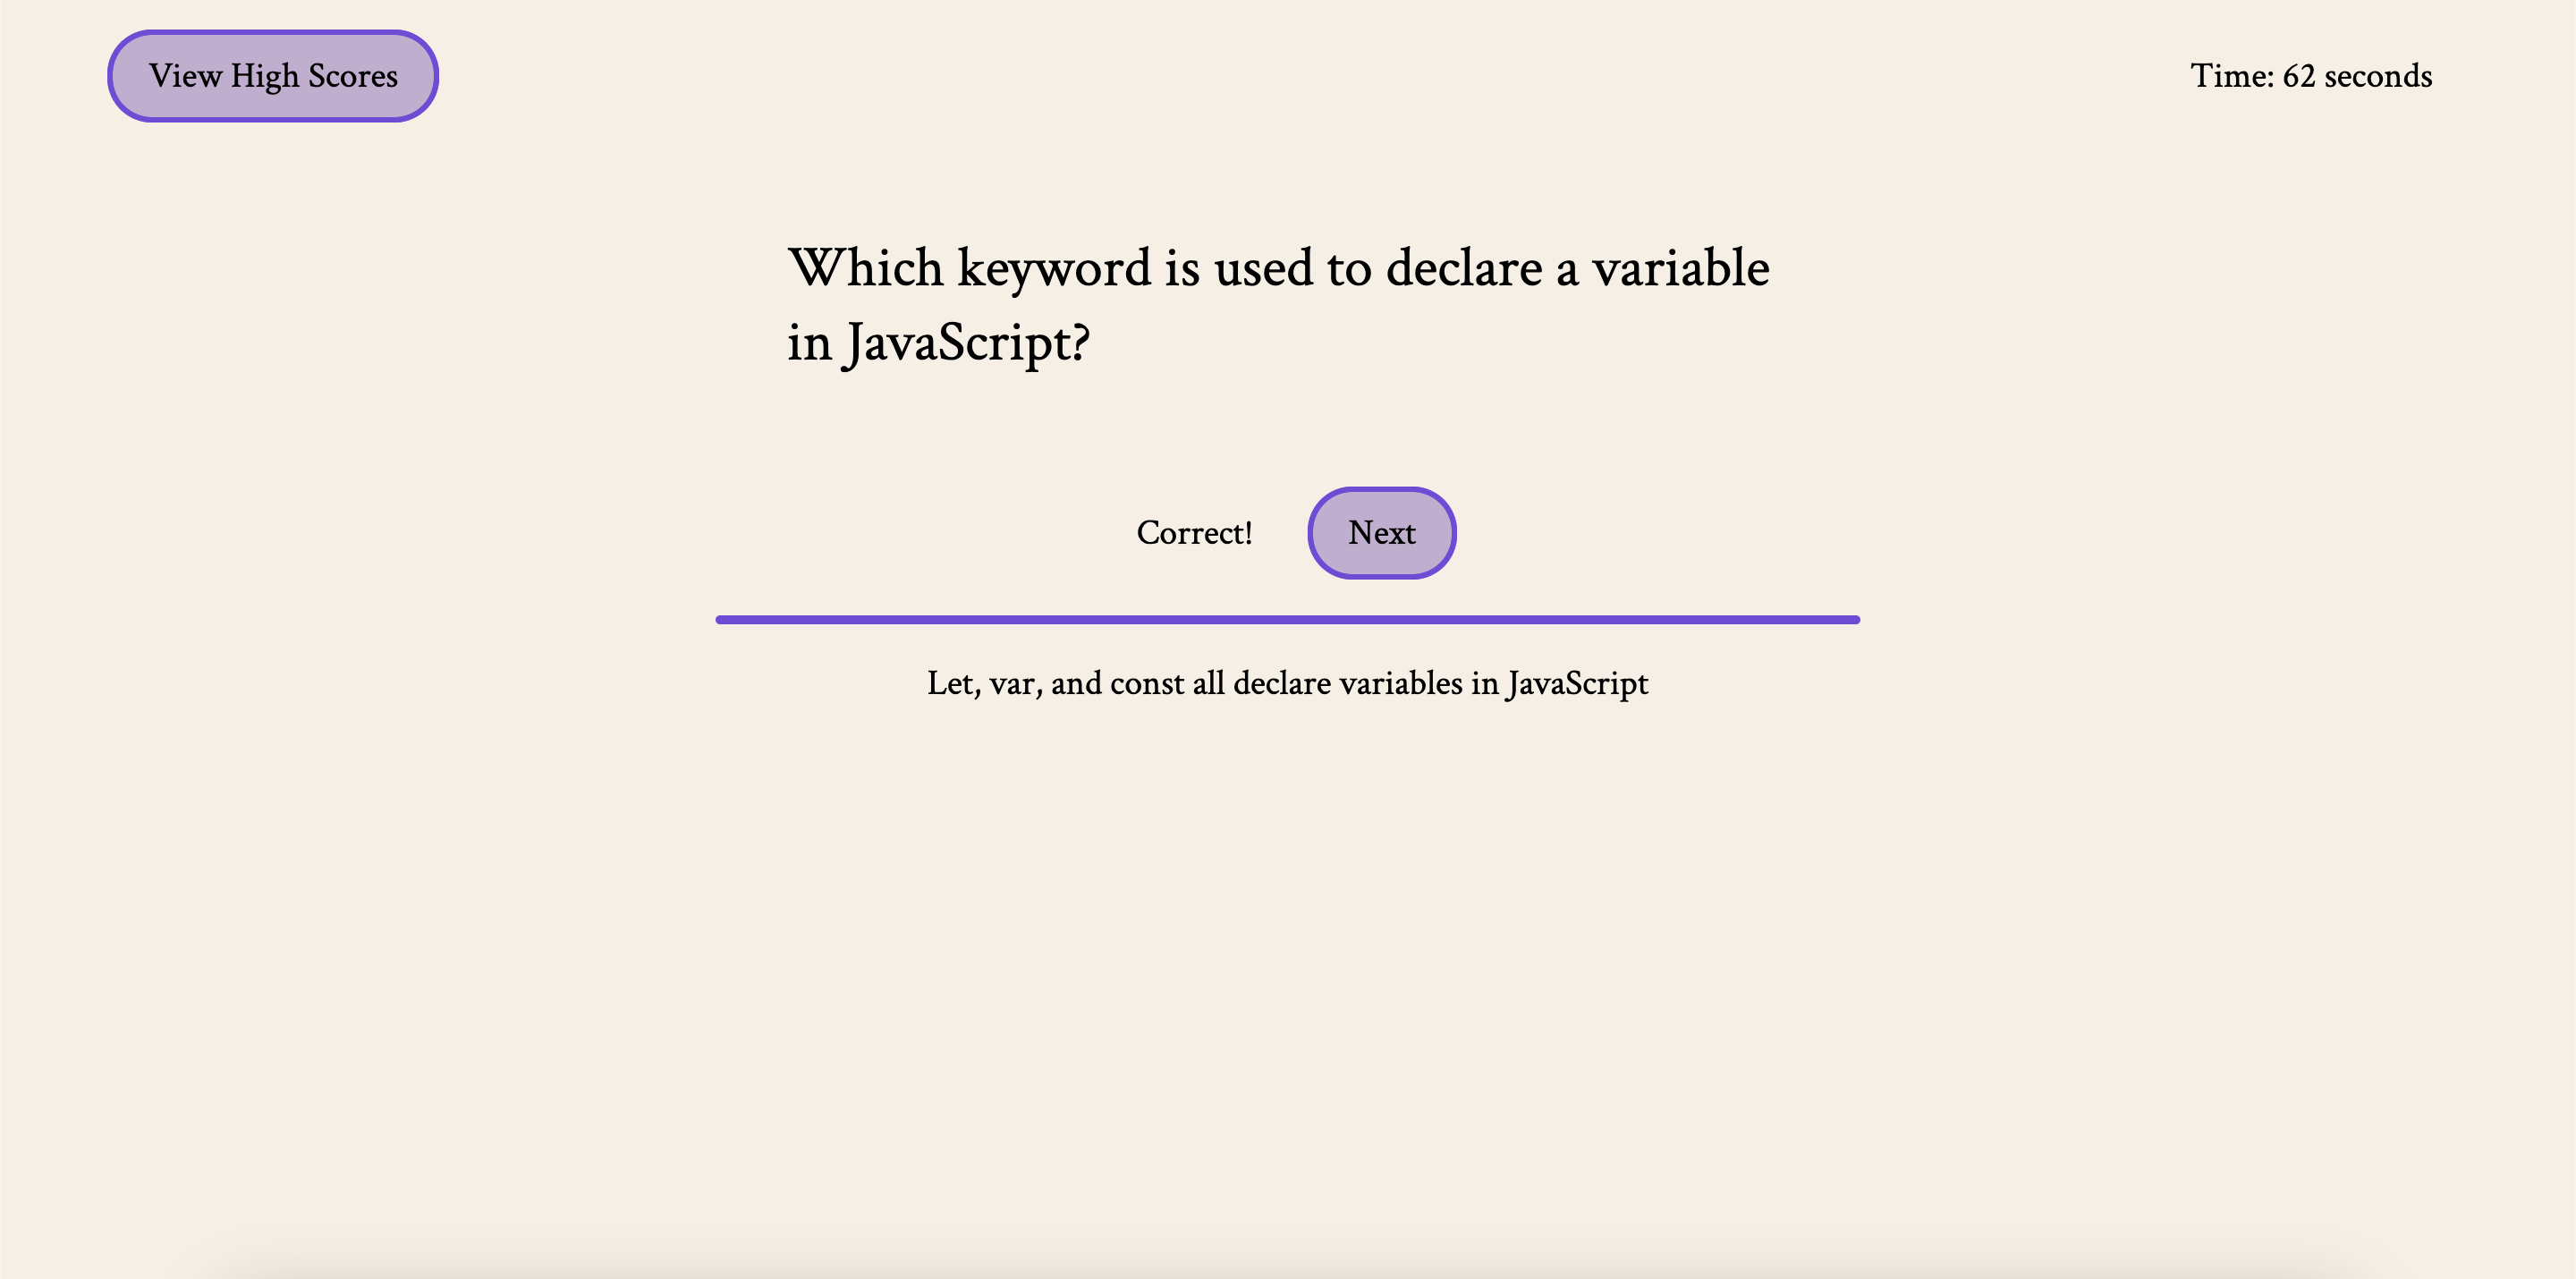 View High Scores
Time: 62 seconds
Which keyword is used to declare a variable
in JavaScript?
Correct!
Next
Let, var, and const all declare variables in JavaScript